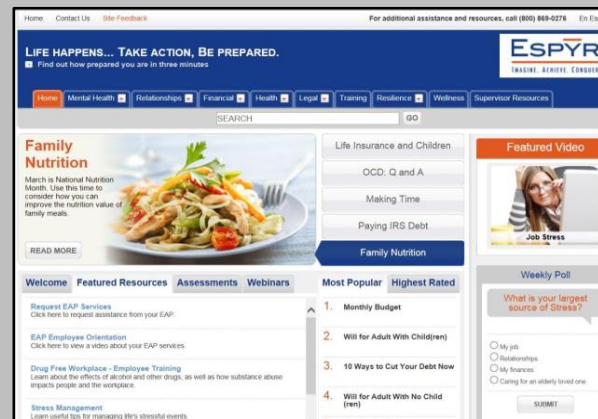 Home Contact Us Site Feedback
For additional assistance and resources, call (800) 869-0276 En Es
LIFE HAPPENS... TAKE ACTION, BE PREPARED.
Find out how prepared you are in three minutes
ESPYR
IMAGINE. ACHIEVE. CONQUER
Home Mental Health Relationships Financial Health Legal Training Resilience Wellness Supervisor Resources
SEARCH GO
Family
Nutrition
March is National Nutrition
Month. Use this time to
consider how you can
improve the nutrition value of
family meals.
READ MORE
Life Insurance and Children
OCD: Q and A
Making Time
Paying IRS Debt
Family Nutrition
Featured Video
Job Stress
Welcome Featured Resources Assessments Webinars
Request EAP Services
Click here to request assistance from your EAP.
EAP Employee Orientation
Click here to view a video about your EAP services.
Drug Free Workplace - Employee Training
Learn about the effects of alcohol and other drugs, as well as how substance abuse
impacts people and the workplace.
Stress Management
Learn useful tips for managing life's stressful events.
Most Popular Highest Rated
1. Monthly Budget
2. Will for Adult With Child(ren)
3. 10 Ways to Cut Your Debt Now
4. Will for Adult With No Child
(ren)
Weekly Poll
What is your largest
source of Stress?
My job
Relationships
My finances
Caring for an elderly loved one
SUBMIT